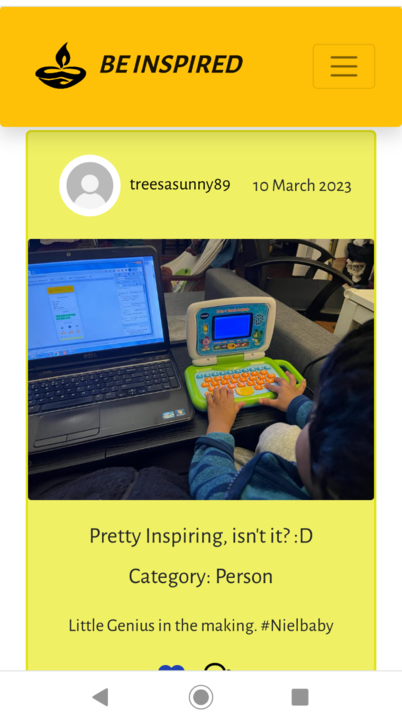 BE INSPIRED
treesasunny89 10 March 2023
Pretty Inspiring, isn't it? :D
Category: Person
Little Genius in the making. #Nielbaby